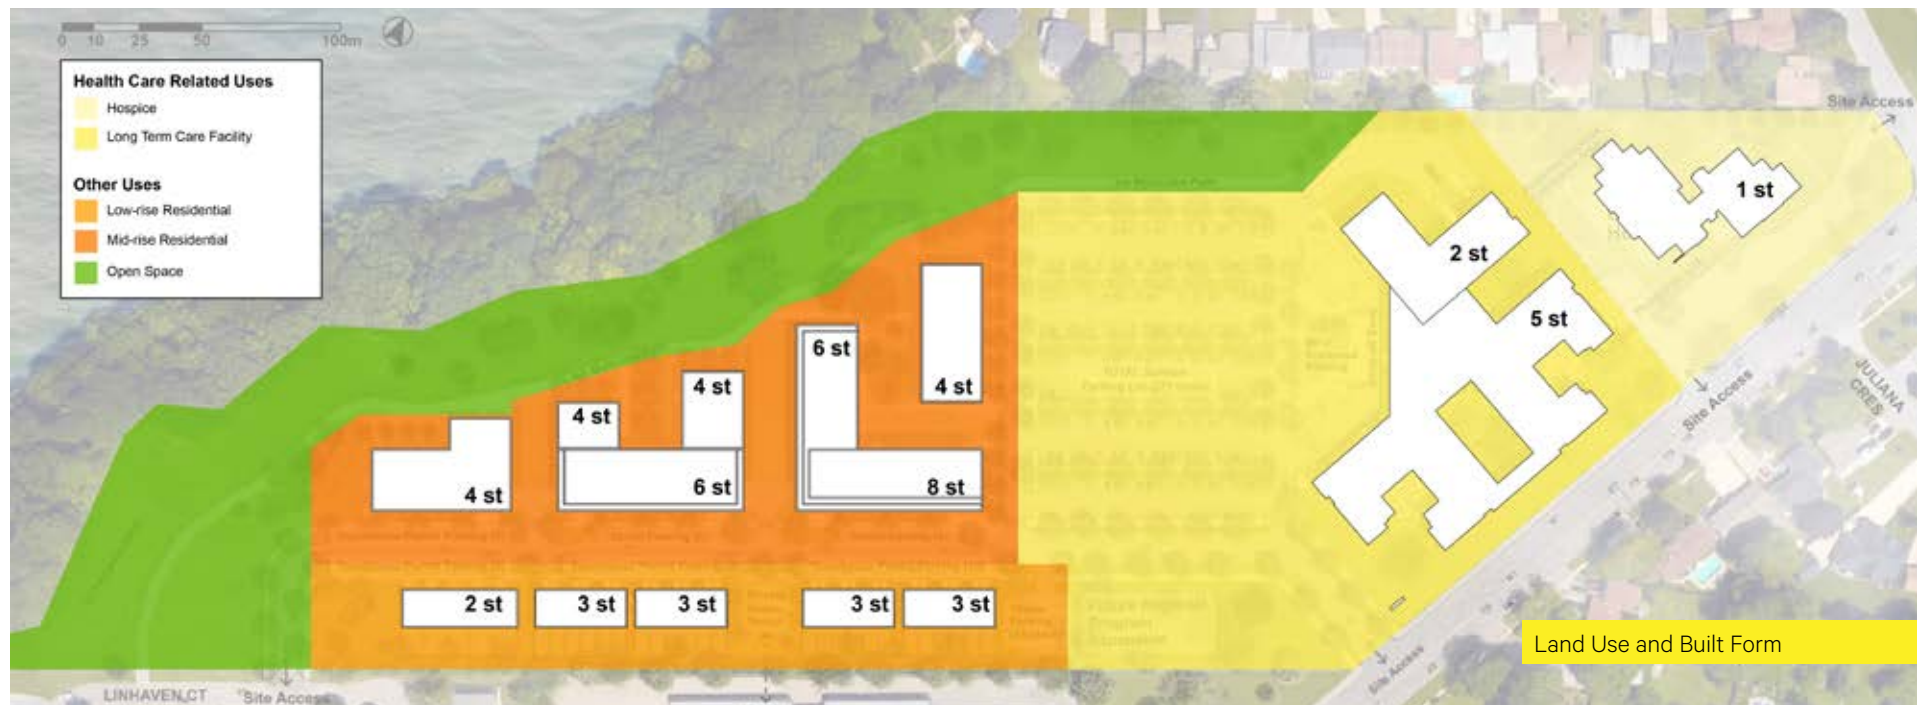 0 10 25 50 100m
Health Care Related Uses
Hospice
Long Term Care Facility
Other Uses
Low-rise Residential
Mid-rise Residential
Open Space
Site Access
1 st
2 st
5 st
6 st
4 st
4 st
4 st
4 st
6 st
8 st
2 st
3 st
3 st
3 st
3 st
JULIANA
CRES
Site Access
Site Access
Land Use and Built Form
LINHAVEN CT
Site Access